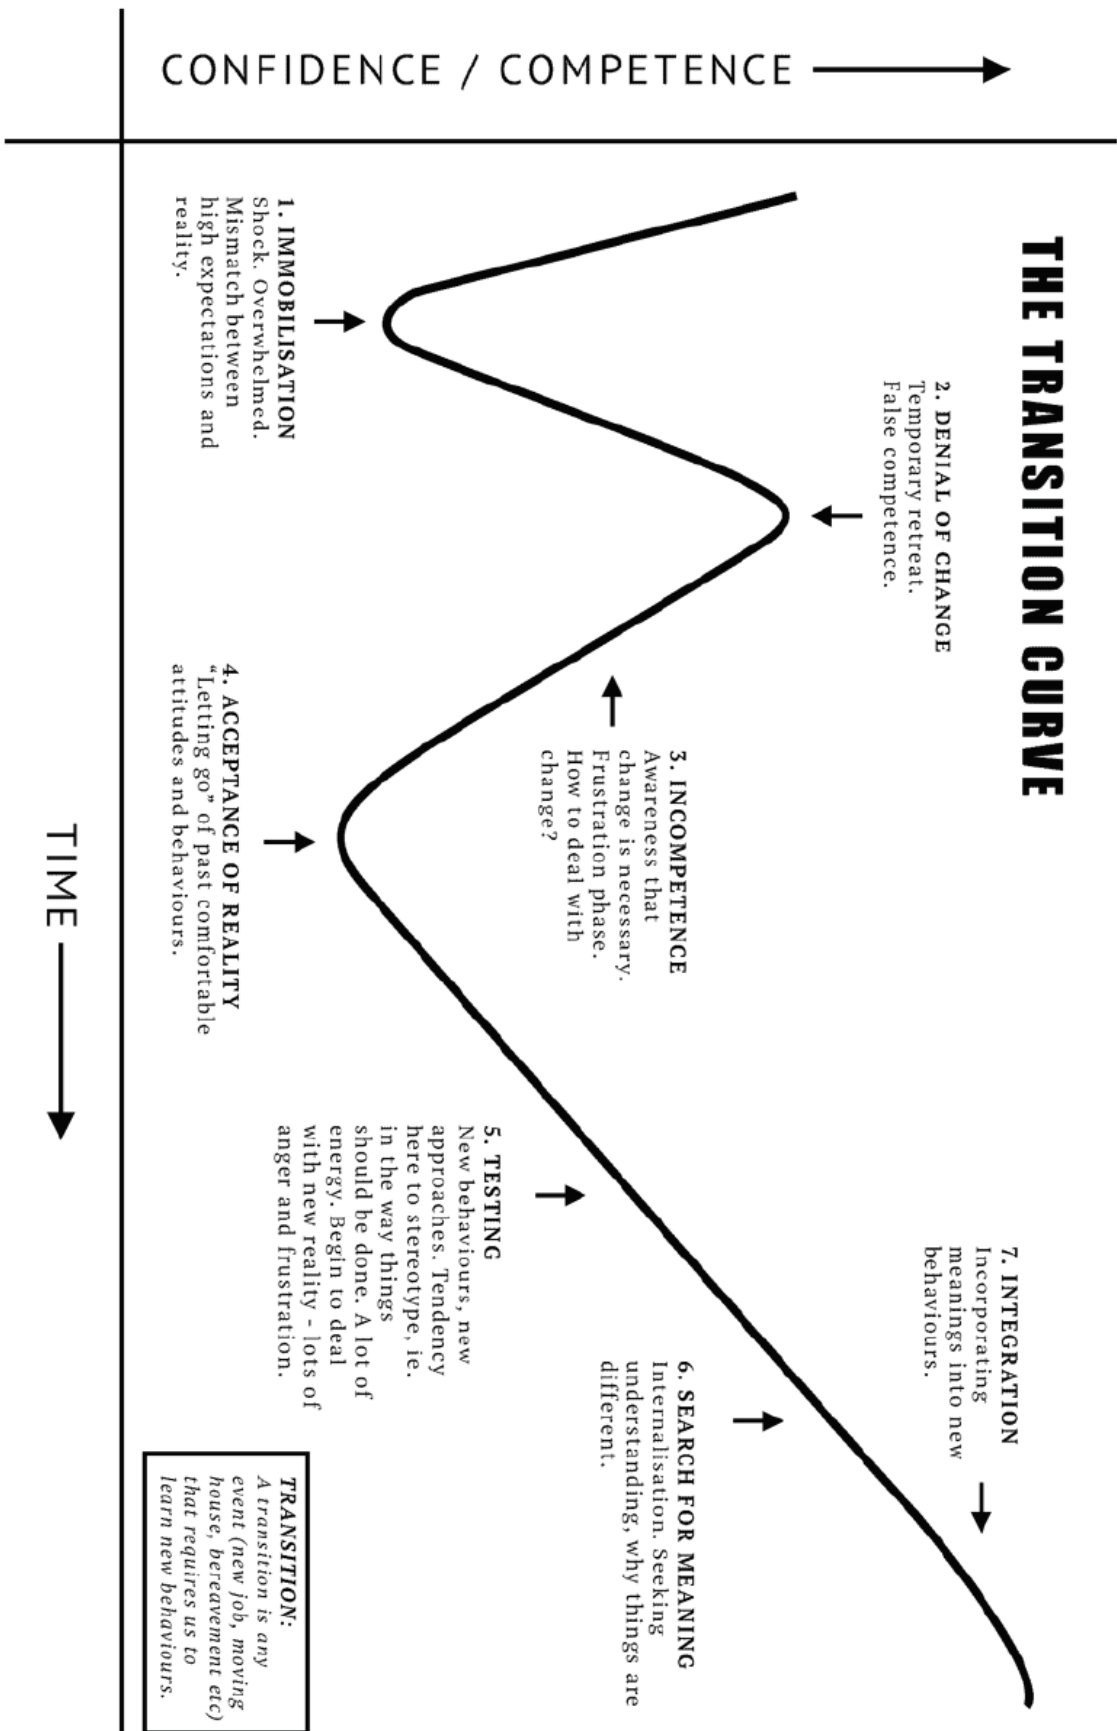 THE TRANSITION CURVE
CONFIDENCE / COMPETENCE
1. IMMOBILISATION
Shock. Overwhelmed.
Mismatch between
high expectations and
reality.
2. DENIAL OF CHANGE
Temporary retreat.
False competence.
3. INCOMPETENCE
Awareness that
change is necessary.
Frustration phase.
How to deal with
change?
4. ACCEPTANCE OF REALITY
“Letting go” of past comfortable
attitudes and behaviours.
5. TESTING
New behaviours, new
approaches. Tendency
here to stereotype, ie.
in the way things
should be done. A lot of
energy. Begin to deal
with new reality - lots of
anger and frustration.
6. SEARCH FOR MEANING
Internalisation. Seeking
understanding, why things are
different.
7. INTEGRATION
Incorporating
meanings into new
behaviours.
TRANSITION:
A transition is any
event (new job, moving
house, bereavement etc)
that requires us to
learn new behaviours.
TIME